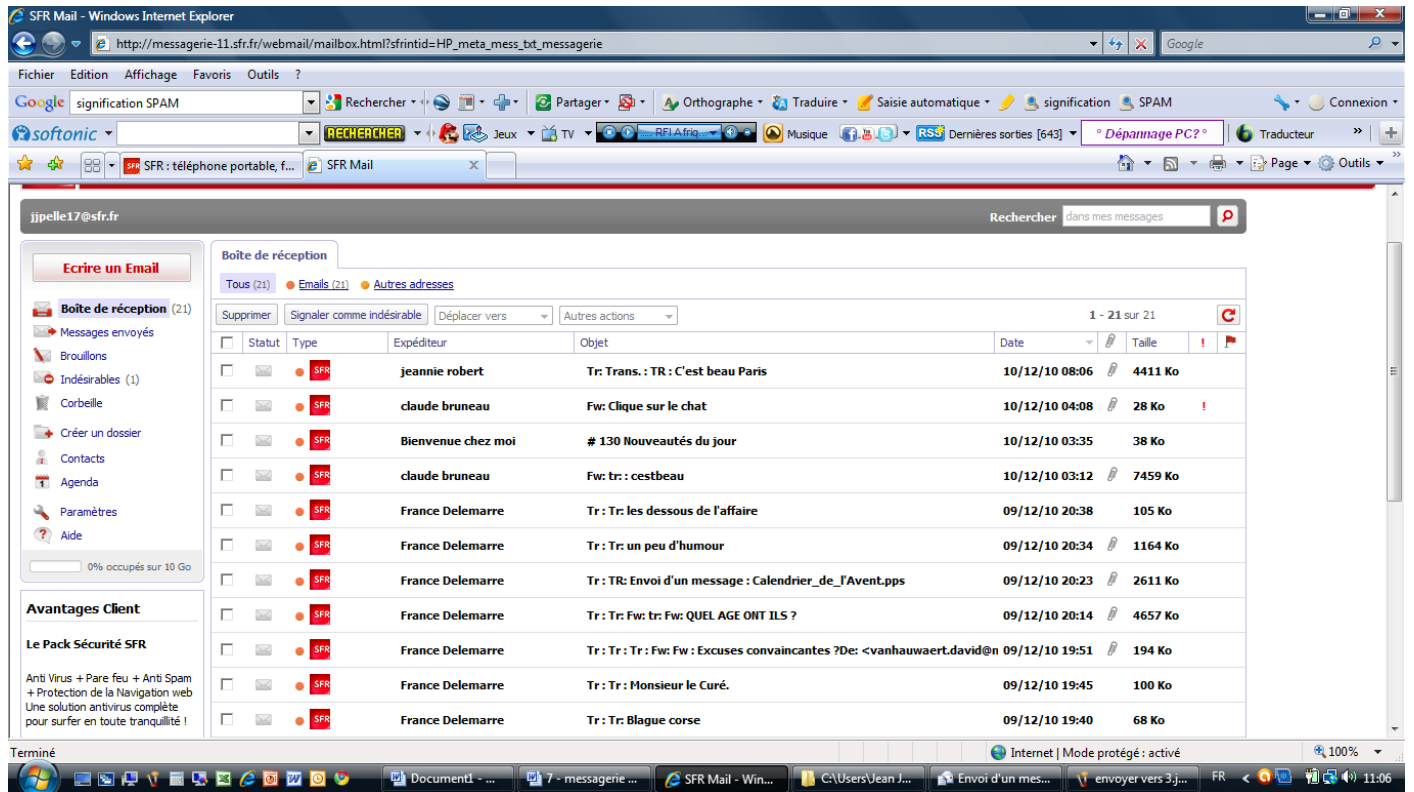 SFR Mail - Windows Internet Explorer
http://messagerie-11.sfr.fr/webmail/mailbox.html?sfrintid=HP_meta_mess_txt_messagerie
Google
Fichier Edition Affichage Favoris Outils ?
Google signification SPAM Rechercher Partager Orthographe Traduire Saisie automatique signification SPAM Connexion
softonic RECHERCHER Jeux TV RFI Afriq... Musique RSS Dernières sorties [643] ° Dépannage PC? ° Traducteur »
SFR : téléphone portable, f... SFR Mail x Page Outils »
jjpelle17@sfr.fr Rechercher dans mes messages
Ecrire un Email
Boîte de réception (21)
Messages envoyés
Brouillons
Indésirables (1)
Corbeille
Créer un dossier
Contacts
Agenda
Paramètres
Aide
0% occupés sur 10 Go
Avantages Client
Le Pack Sécurité SFR
Anti Virus + Pare feu + Anti Spam
+ Protection de la Navigation web
Une solution antivirus complète
pour surfer en toute tranquillité !
Boîte de réception
Tous (21) Emails (21) Autres adresses
Supprimer Signaler comme indésirable Déplacer vers Autres actions 1 - 21 sur 21
Statut Type Expéditeur Objet Date Taille !
SFR jeannie robert Tr: Trans. : TR : C'est beau Paris 10/12/10 08:06 4411 Ko
SFR claude bruneau Fw: Clique sur le chat 10/12/10 04:08 28 Ko !
SFR Bienvenue chez moi # 130 Nouveautés du jour 10/12/10 03:35 38 Ko
SFR claude bruneau Fw: tr: : cestbeau 10/12/10 03:12 7459 Ko
SFR France Delemarre Tr : Tr: les dessous de l'affaire 09/12/10 20:38 105 Ko
SFR France Delemarre Tr : Tr: un peu d'humour 09/12/10 20:34 1164 Ko
SFR France Delemarre Tr : TR: Envoi d'un message : Calendrier_de_l'Avent.pps 09/12/10 20:23 2611 Ko
SFR France Delemarre Tr : Tr: Fw: tr: Fw: QUEL AGE ONT ILS ? 09/12/10 20:14 4657 Ko
SFR France Delemarre Tr : Tr : Tr : Fw: Fw : Excuses convaincantes ?De: <vanhauwaert.david@n 09/12/10 19:51 194 Ko
SFR France Delemarre Tr : Tr : Monsieur le Curé. 09/12/10 19:45 100 Ko
SFR France Delemarre Tr : Tr: Blague corse 09/12/10 19:40 68 Ko
Terminé Internet | Mode protégé : activé 100%
Document1 - ... 7 - messagerie ... SFR Mail - Win... C:\Users\Jean J... Envoi d'un mes... envoyer vers 3.j... FR 11:06